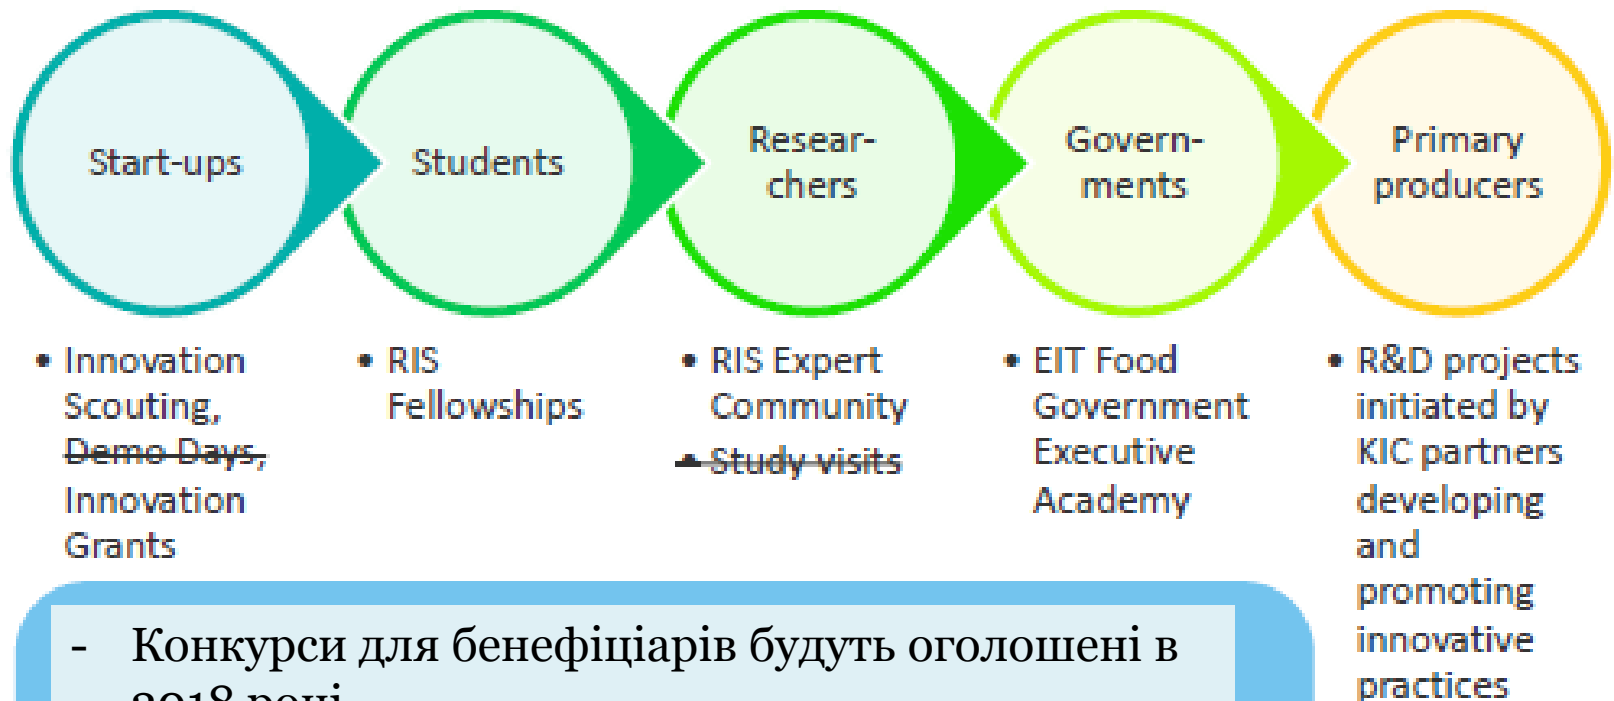 Start-ups
Students
Resear-
chers
Govern-
ments
Primary
producers
• Innovation
Scouting,
Demo Days,
Innovation
Grants
• RIS
Fellowships
• RIS Expert
Community
• Study visits
• EIT Food
Government
Executive
Academy
• R&D projects
initiated by
KIC partners
developing
and
promoting
innovative
practices
- Конкурси для бенефіціарів будуть оголошені в
2018 році